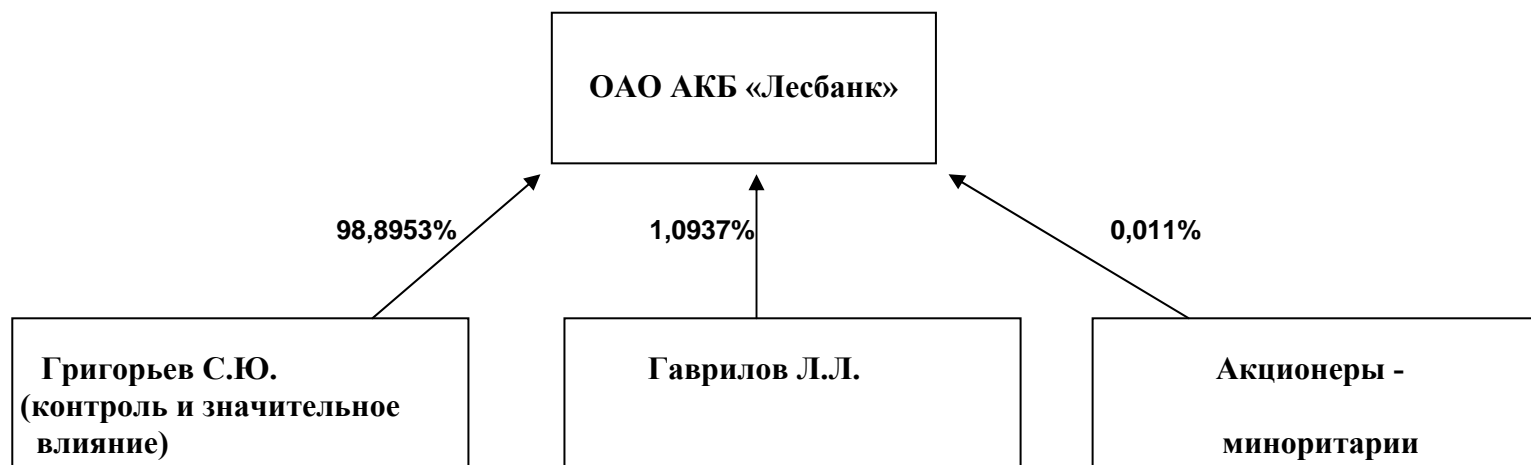 ОАО АКБ «Лесбанк»
98,8953%
1,0937%
0,011%
Григорьев С.Ю.
(контроль и значительное
влияние)
Гаврилов Л.Л.
Акционеры -
миноритарии